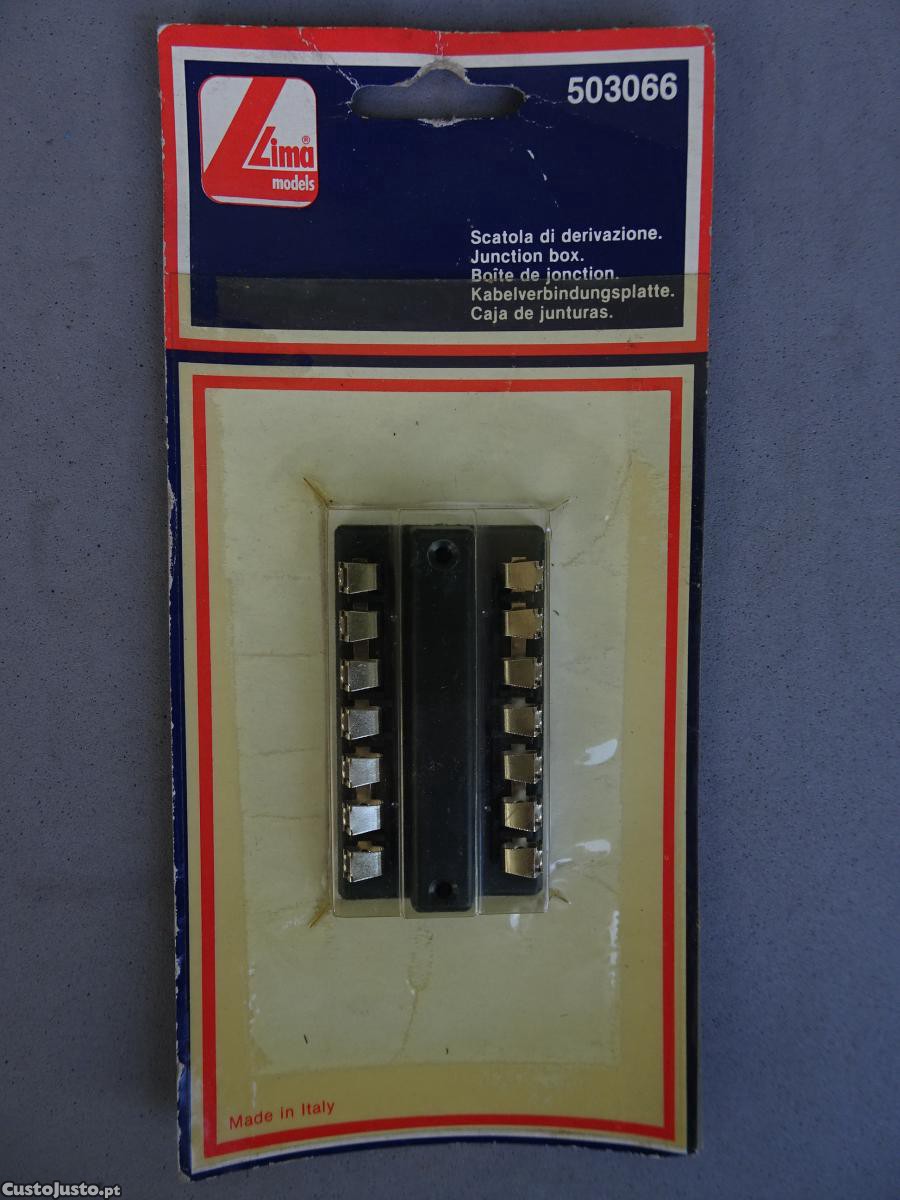 503066
Lima®
models
Scatola di derivazione.
Junction box.
Boîte de jonction.
Kabelverbindungsplatte.
Caja de junturas.
Made in Italy
CustoJusto.pt